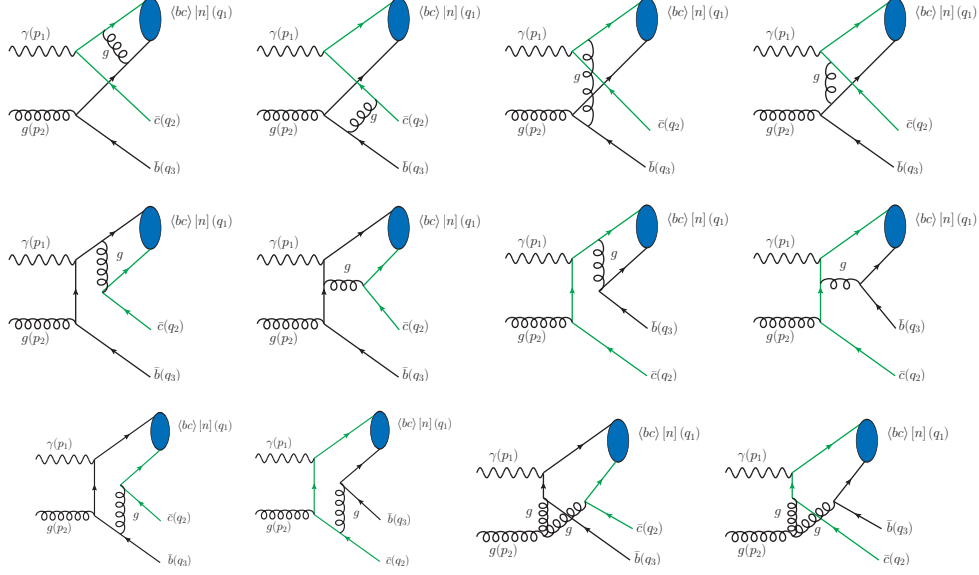 ⟨bc⟩ |n] (q₁) ⟨bc⟩ |n] (q₁) ⟨bc⟩ |n] (q₁) ⟨bc⟩ |n] (q₁)
γ(p₁) γ(p₁) γ(p₁) γ(p₁)
g g g g
c̄(q₂) c̄(q₂) c̄(q₂) c̄(q₂)
g(p₂) g(p₂) g(p₂) g(p₂)
b̄(q₃) b̄(q₃) b̄(q₃) b̄(q₃)
⟨bc⟩ |n] (q₁) ⟨bc⟩ |n] (q₁) ⟨bc⟩ |n] (q₁) ⟨bc⟩ |n] (q₁)
γ(p₁) γ(p₁) γ(p₁) γ(p₁)
g g g g
c̄(q₂) c̄(q₂) b̄(q₃) b̄(q₃)
g(p₂) g(p₂) g(p₂) g(p₂)
b̄(q₃) b̄(q₃) c̄(q₂) c̄(q₂)
⟨bc⟩ |n] (q₁) ⟨bc⟩ |n] (q₁) ⟨bc⟩ |n] (q₁) ⟨bc⟩ |n] (q₁)
γ(p₁) γ(p₁) γ(p₁) γ(p₁)
g g g g g g
c̄(q₂) b̄(q₃) c̄(q₂) b̄(q₃)
g(p₂) g(p₂) g(p₂) g(p₂)
b̄(q₃) c̄(q₂) b̄(q₃) c̄(q₂)